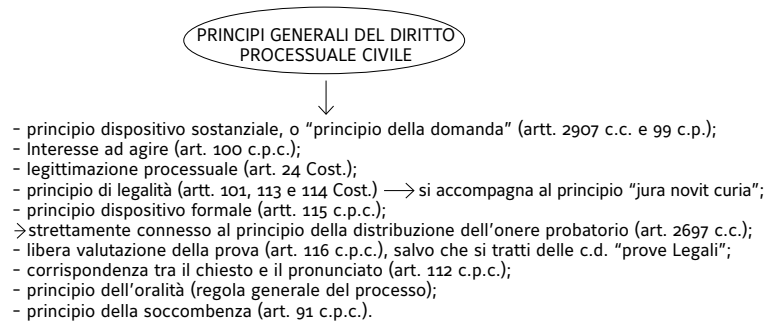 PRINCIPI GENERALI DEL DIRITTO
PROCESSUALE CIVILE
- principio dispositivo sostanziale, o “principio della domanda” (artt. 2907 c.c. e 99 c.p.);
- Interesse ad agire (art. 100 c.p.c.);
- legittimazione processuale (art. 24 Cost.);
- principio di legalità (artt. 101, 113 e 114 Cost.) → si accompagna al principio “jura novit curia”;
- principio dispositivo formale (artt. 115 c.p.c.);
→ strettamente connesso al principio della distribuzione dell’onere probatorio (art. 2697 c.c.);
- libera valutazione della prova (art. 116 c.p.c.), salvo che si tratti delle c.d. “prove Legali”;
- corrispondenza tra il chiesto e il pronunciato (art. 112 c.p.c.);
- principio dell’oralità (regola generale del processo);
- principio della soccombenza (art. 91 c.p.c.).